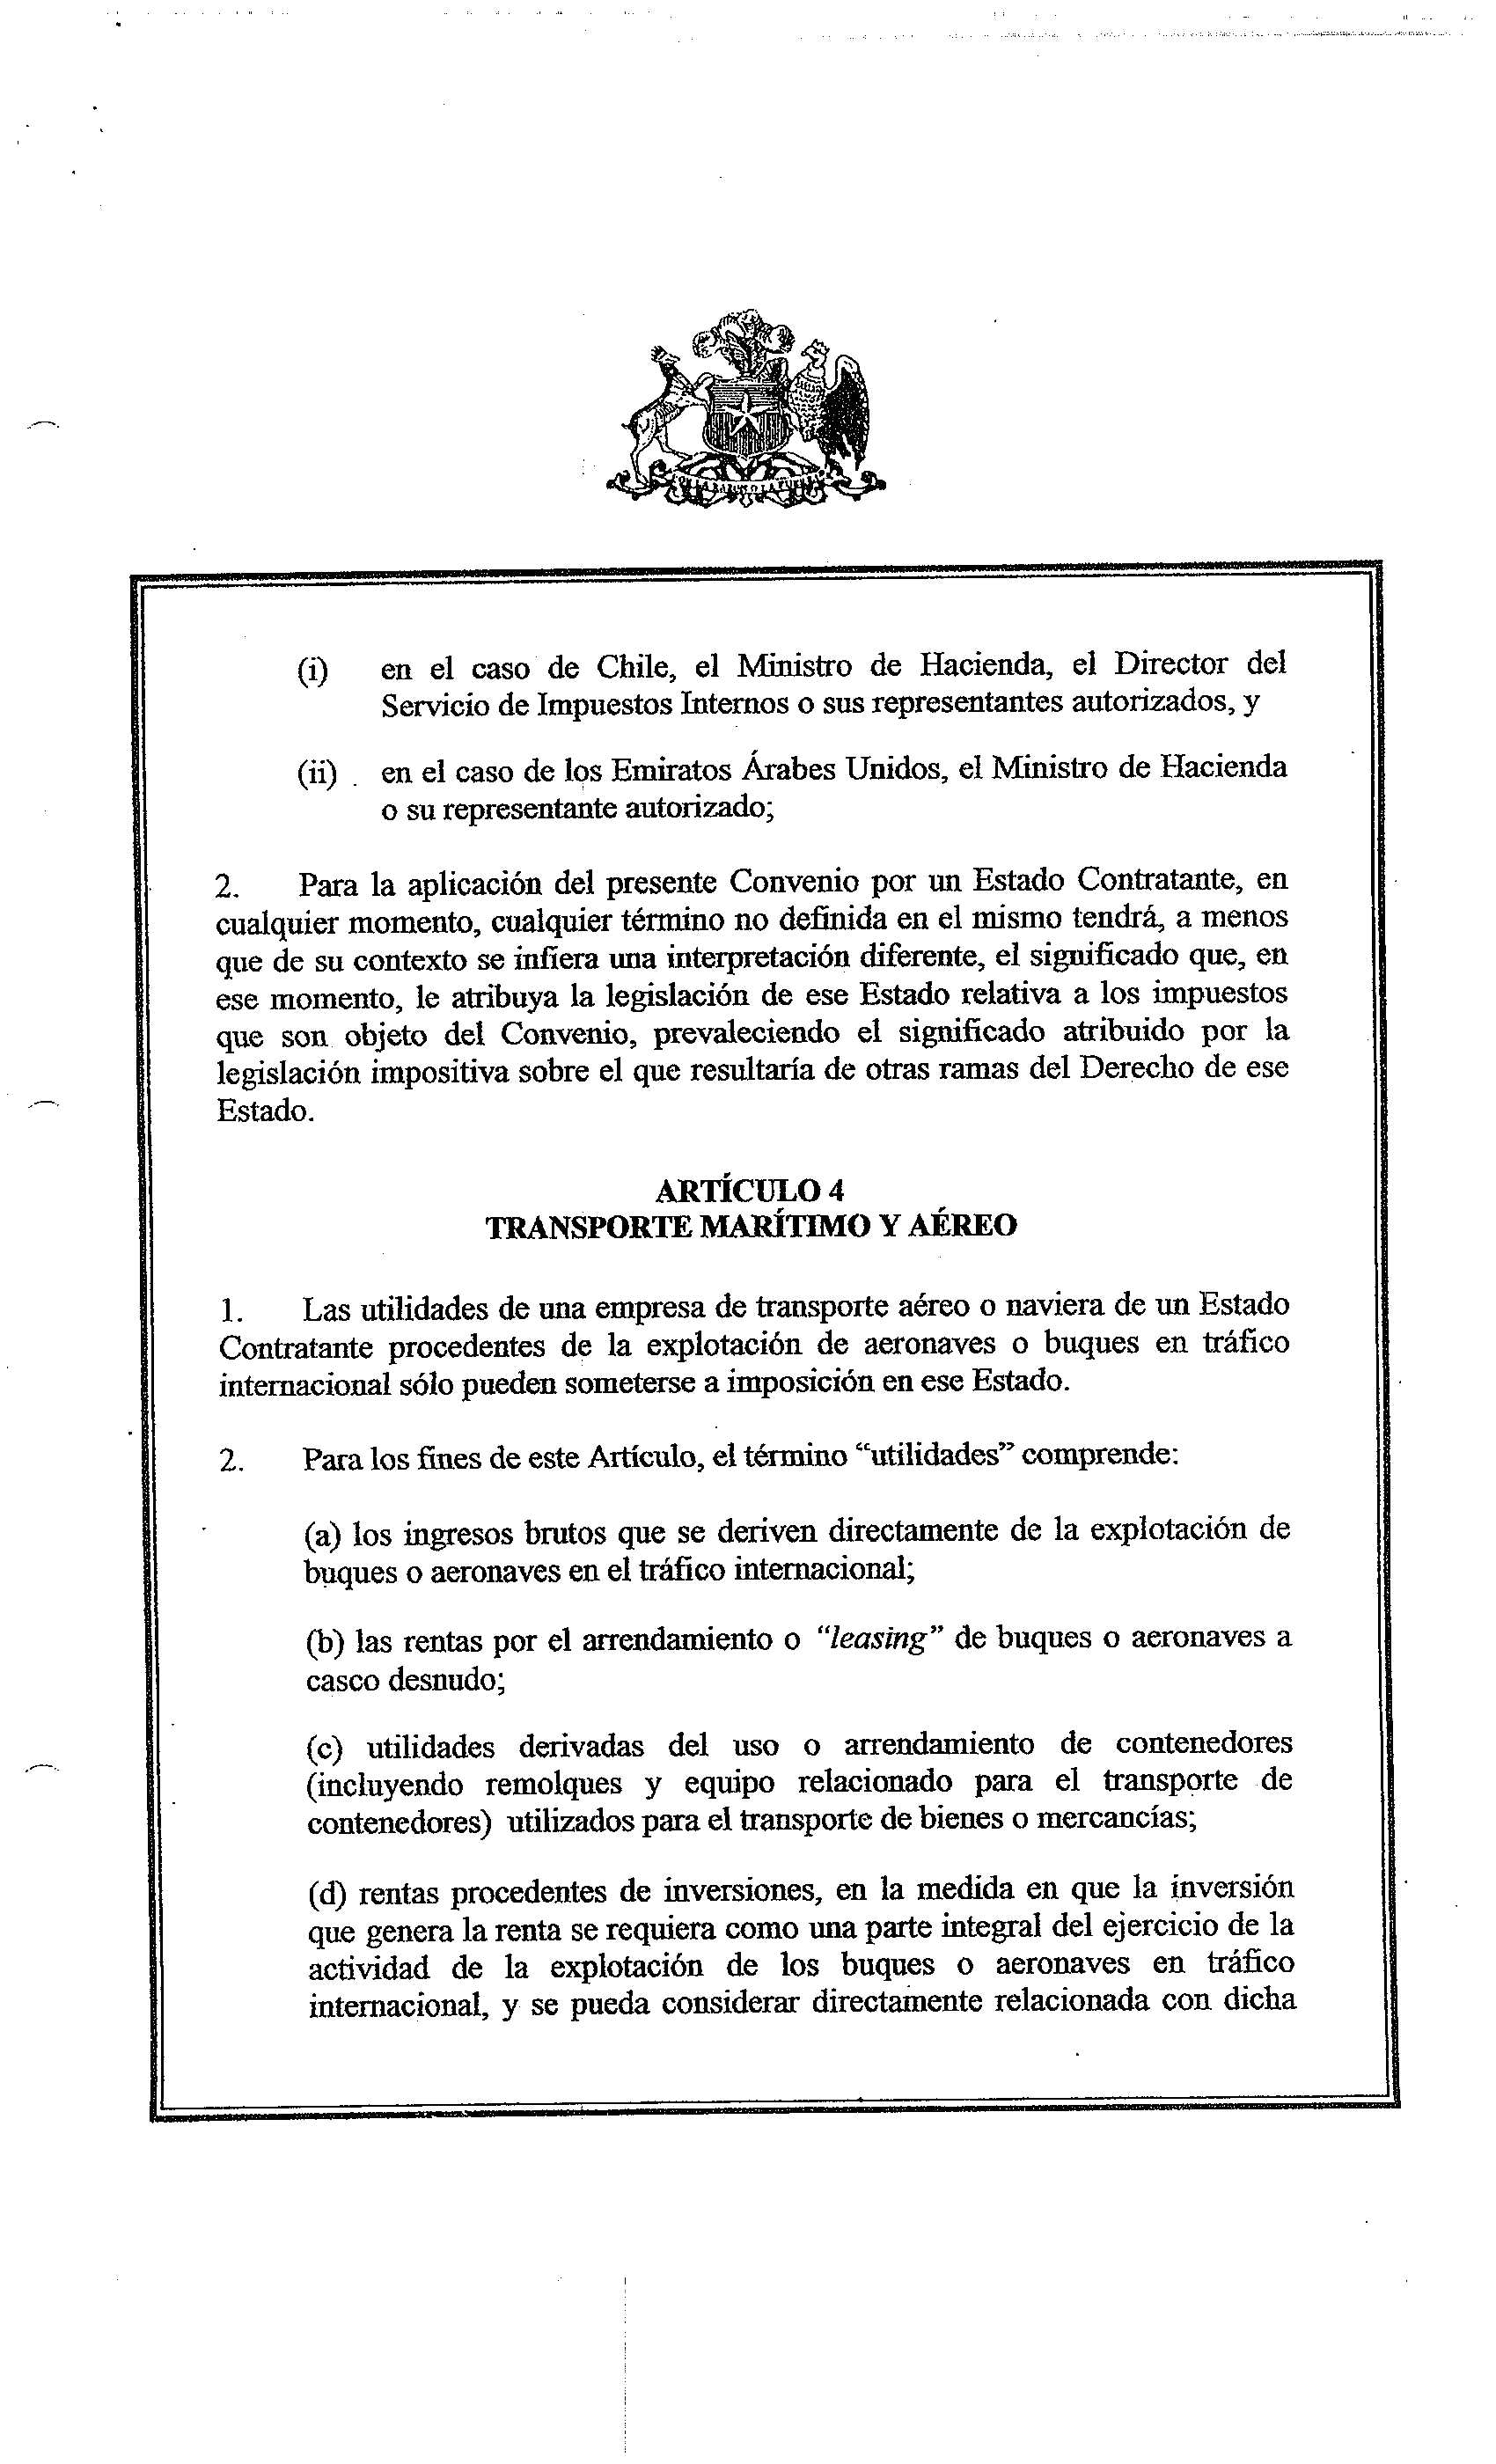 (i) en el caso de Chile, el Ministro de Hacienda, el Director del
Servicio de Impuestos Internos o sus representantes autorizados, y
(ii) en el caso de los Emiratos Árabes Unidos, el Ministro de Hacienda
o su representante autorizado;
2. Para la aplicación del presente Convenio por un Estado Contratante, en
cualquier momento, cualquier término no definida en el mismo tendrá, a menos
que de su contexto se infiera una interpretación diferente, el significado que, en
ese momento, le atribuya la legislación de ese Estado relativa a los impuestos
que son objeto del Convenio, prevaleciendo el significado atribuido por la
legislación impositiva sobre el que resultaría de otras ramas del Derecho de ese
Estado.
ARTÍCULO 4
TRANSPORTE MARÍTIMO Y AÉREO
1. Las utilidades de una empresa de transporte aéreo o naviera de un Estado
Contratante procedentes de la explotación de aeronaves o buques en tráfico
internacional sólo pueden someterse a imposición en ese Estado.
2. Para los fines de este Artículo, el término “utilidades” comprende:
(a) los ingresos brutos que se deriven directamente de la explotación de
buques o aeronaves en el tráfico internacional;
(b) las rentas por el arrendamiento o “leasing” de buques o aeronaves a
casco desnudo;
(c) utilidades derivadas del uso o arrendamiento de contenedores
(incluyendo remolques y equipo relacionado para el transporte de
contenedores) utilizados para el transporte de bienes o mercancías;
(d) rentas procedentes de inversiones, en la medida en que la inversión
que genera la renta se requiera como una parte integral del ejercicio de la
actividad de la explotación de los buques o aeronaves en tráfico
internacional, y se pueda considerar directamente relacionada con dicha